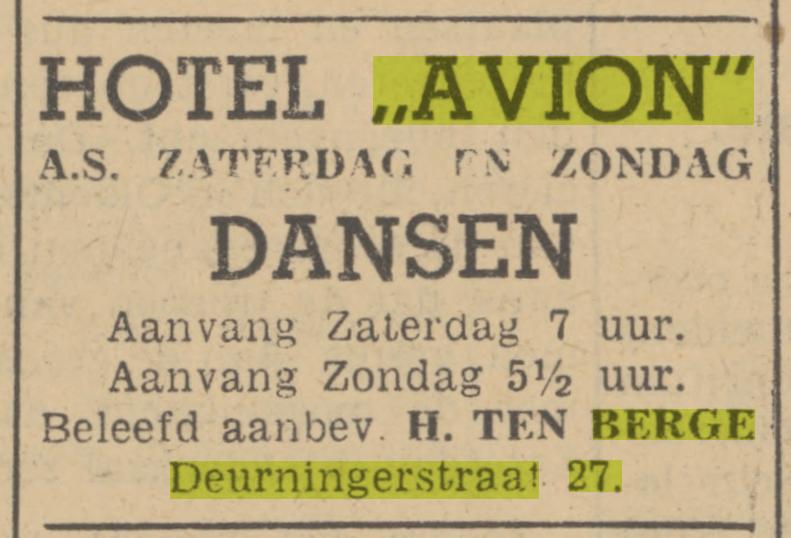 HOTEL „AVION”
A.S. ZATERDAG EN ZONDAG
DANSEN
Aanvang Zaterdag 7 uur.
Aanvang Zondag 5½ uur.
Beleefd aanbev. H. TEN BERGE
Deurningerstraat 27.